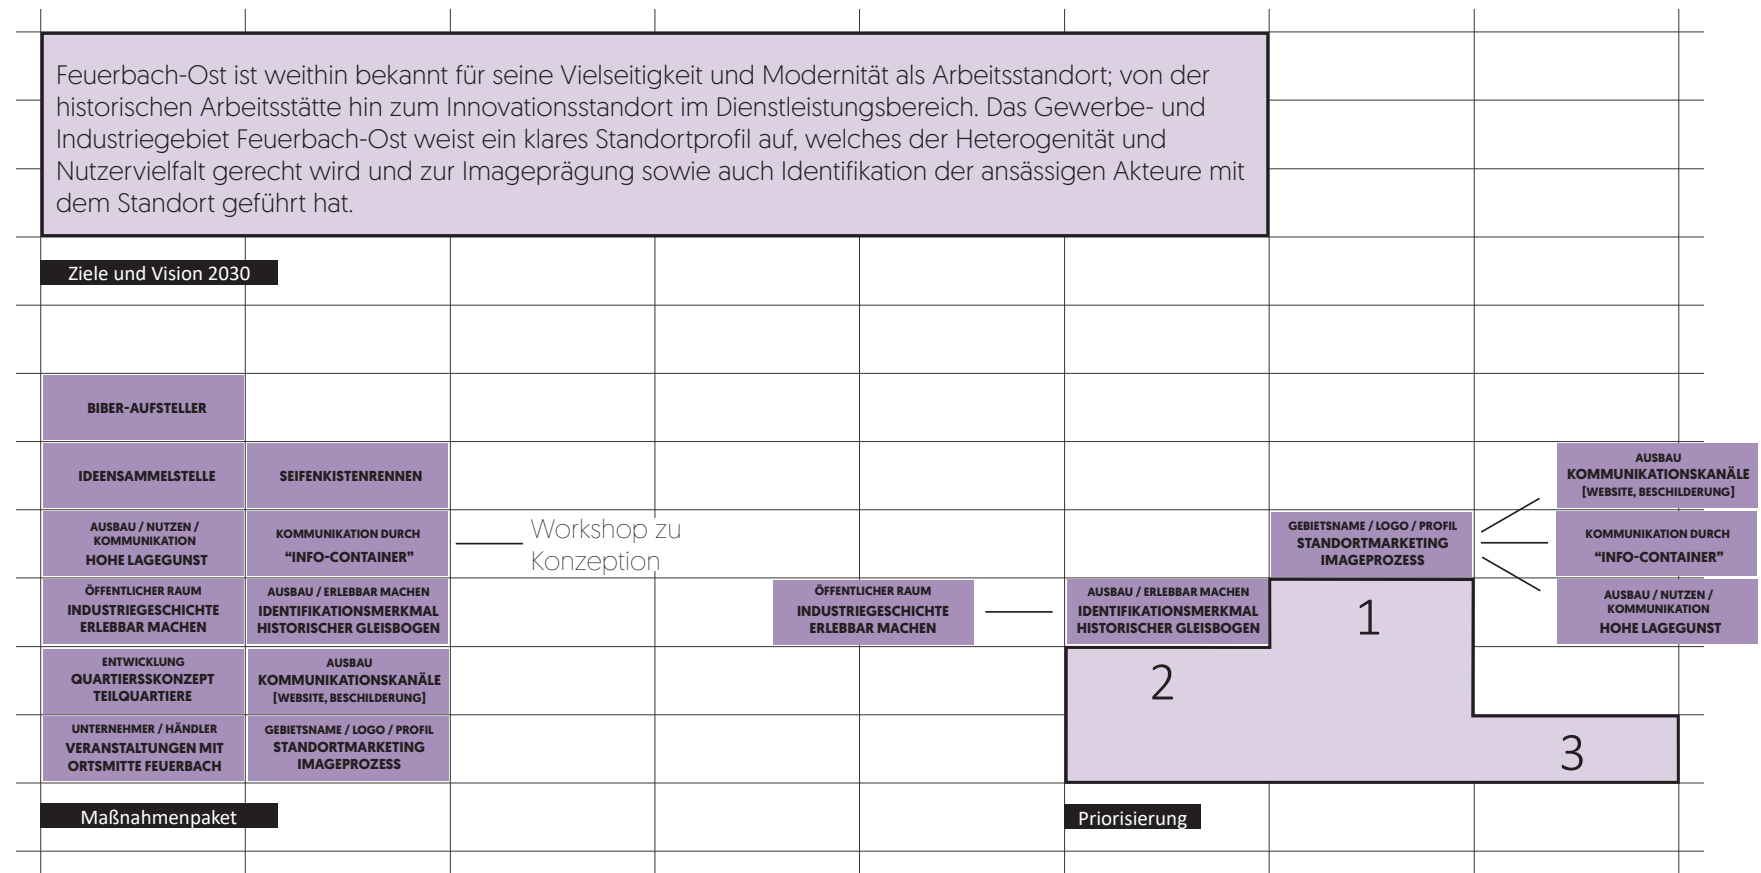 Feuerbach-Ost ist weithin bekannt für seine Vielseitigkeit und Modernität als Arbeitsstandort; von der
historischen Arbeitsstätte hin zum Innovationsstandort im Dienstleistungsbereich. Das Gewerbe- und
Industriegebiet Feuerbach-Ost weist ein klares Standortprofil auf, welches der Heterogenität und
Nutzervielfalt gerecht wird und zur Imageprägung sowie auch Identifikation der ansässigen Akteure mit
dem Standort geführt hat.
Ziele und Vision 2030
BIBER-AUFSTELLER
IDEENSAMMELSTELLE
SEIFENKISTENRENNEN
AUSBAU / NUTZEN /
KOMMUNIKATION
HOHE LAGEGUNST
KOMMUNIKATION DURCH
“INFO-CONTAINER”
Workshop zu
Konzeption
ÖFFENTLICHER RAUM
INDUSTRIEGESCHICHTE
ERLEBBAR MACHEN
AUSBAU / ERLEBBAR MACHEN
IDENTIFIKATIONSMERKMAL
HISTORISCHER GLEISBOGEN
ENTWICKLUNG
QUARTIERSKONZEPT
TEILQUARTIERE
AUSBAU
KOMMUNIKATIONSKANÄLE
[WEBSITE, BESCHILDERUNG]
UNTERNEHMER / HÄNDLER
VERANSTALTUNGEN MIT
ORTSMITTE FEUERBACH
GEBIETSNAME / LOGO / PROFIL
STANDORTMARKETING
IMAGEPROZESS
Maßnahmenpaket
ÖFFENTLICHER RAUM
INDUSTRIEGESCHICHTE
ERLEBBAR MACHEN
AUSBAU / ERLEBBAR MACHEN
IDENTIFIKATIONSMERKMAL
HISTORISCHER GLEISBOGEN
GEBIETSNAME / LOGO / PROFIL
STANDORTMARKETING
IMAGEPROZESS
AUSBAU
KOMMUNIKATIONSKANÄLE
[WEBSITE, BESCHILDERUNG]
KOMMUNIKATION DURCH
“INFO-CONTAINER”
AUSBAU / NUTZEN /
KOMMUNIKATION
HOHE LAGEGUNST
1
2
3
Priorisierung